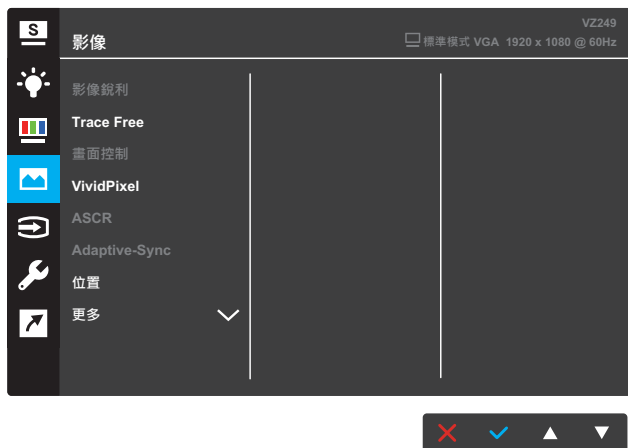 S
VZ249
影像
標準模式 VGA 1920 x 1080 @ 60Hz
影像銳利
Trace Free
畫面控制
VividPixel
ASCR
Adaptive-Sync
位置
更多